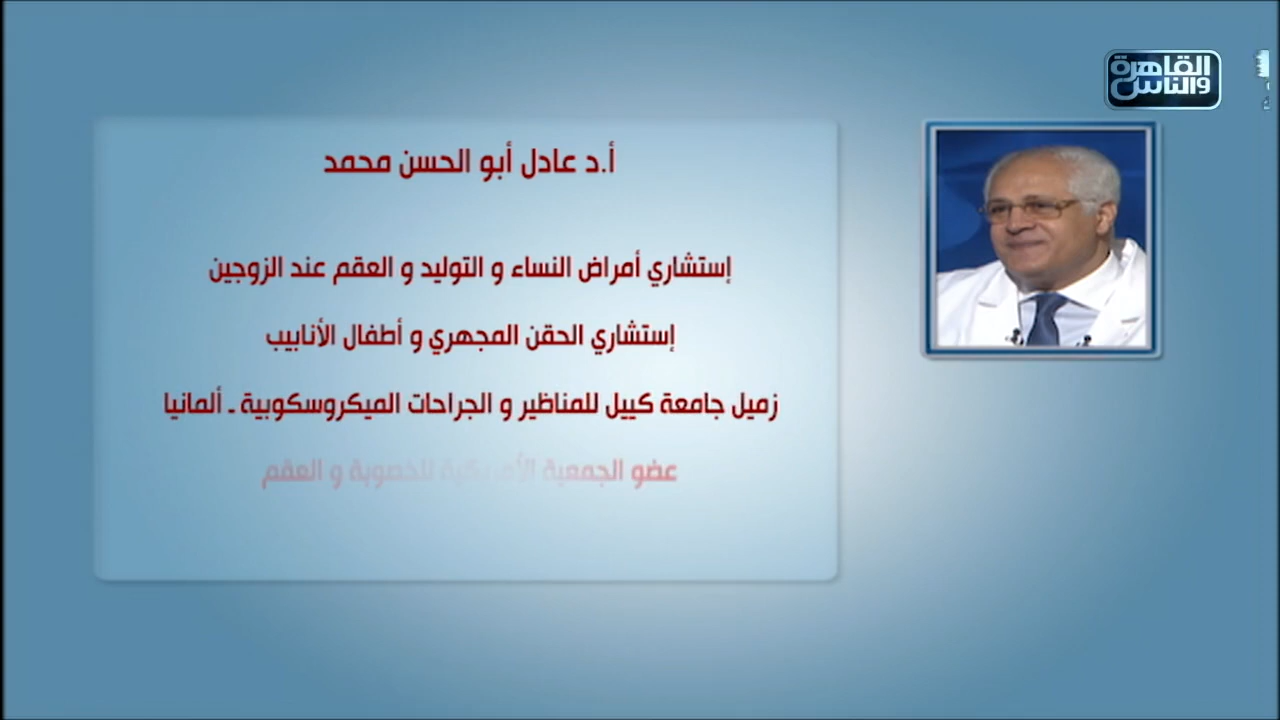 القاهرة
والناس
أ.د عادل أبو الحسن محمد
إستشاري أمراض النساء و التوليد و العقم عند الزوجين
إستشاري الحقن المجهري و أطفال الأنابيب
زميل جامعة كييل للمناظير و الجراحات الميكروسكوبية - ألمانيا
عضو الجمعية الأمريكية للخصوبة و العقم